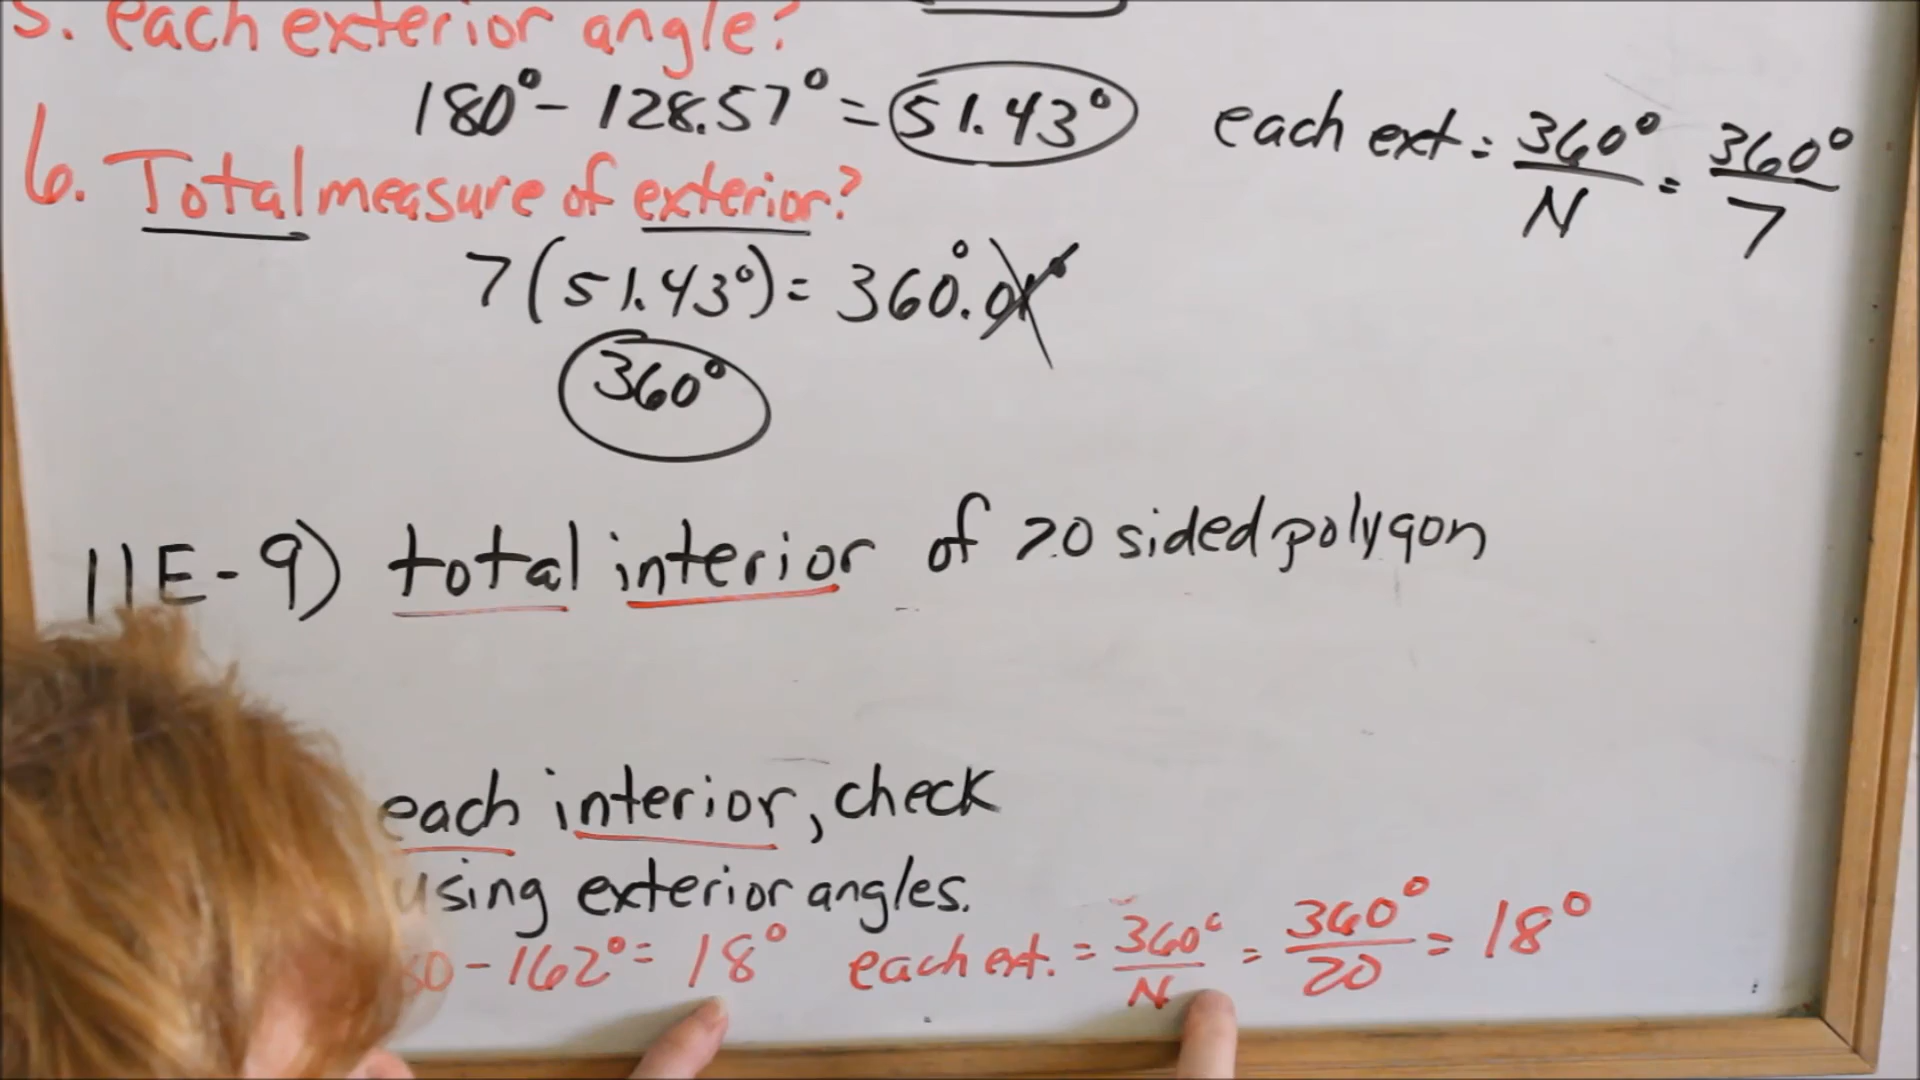 5. each exterior angle?
180° - 128.57° = 51.43°
each ext = 360°/N = 360°/7
6. Total measure of exterior?
7(51.43°) = 360.01°
360°
11E-9) total interior of 20 sided polygon
each interior, check
using exterior angles.
80 - 162° = 18° each ext. = 360°/N = 360°/20 = 18°